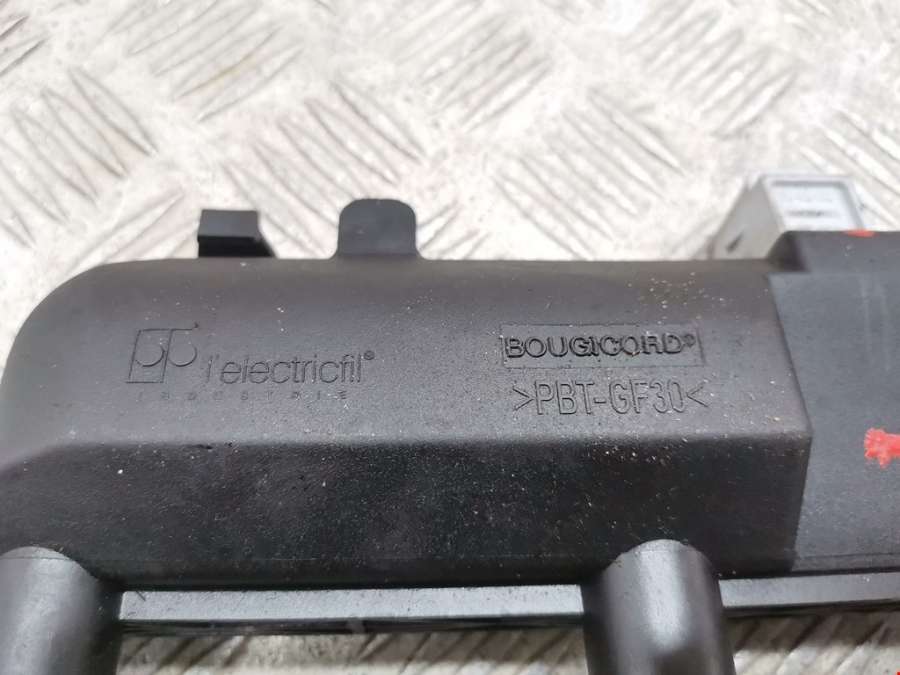 l'electricfil®
INDUSTRIE
BOUGICORD®
>PBT-GF30<